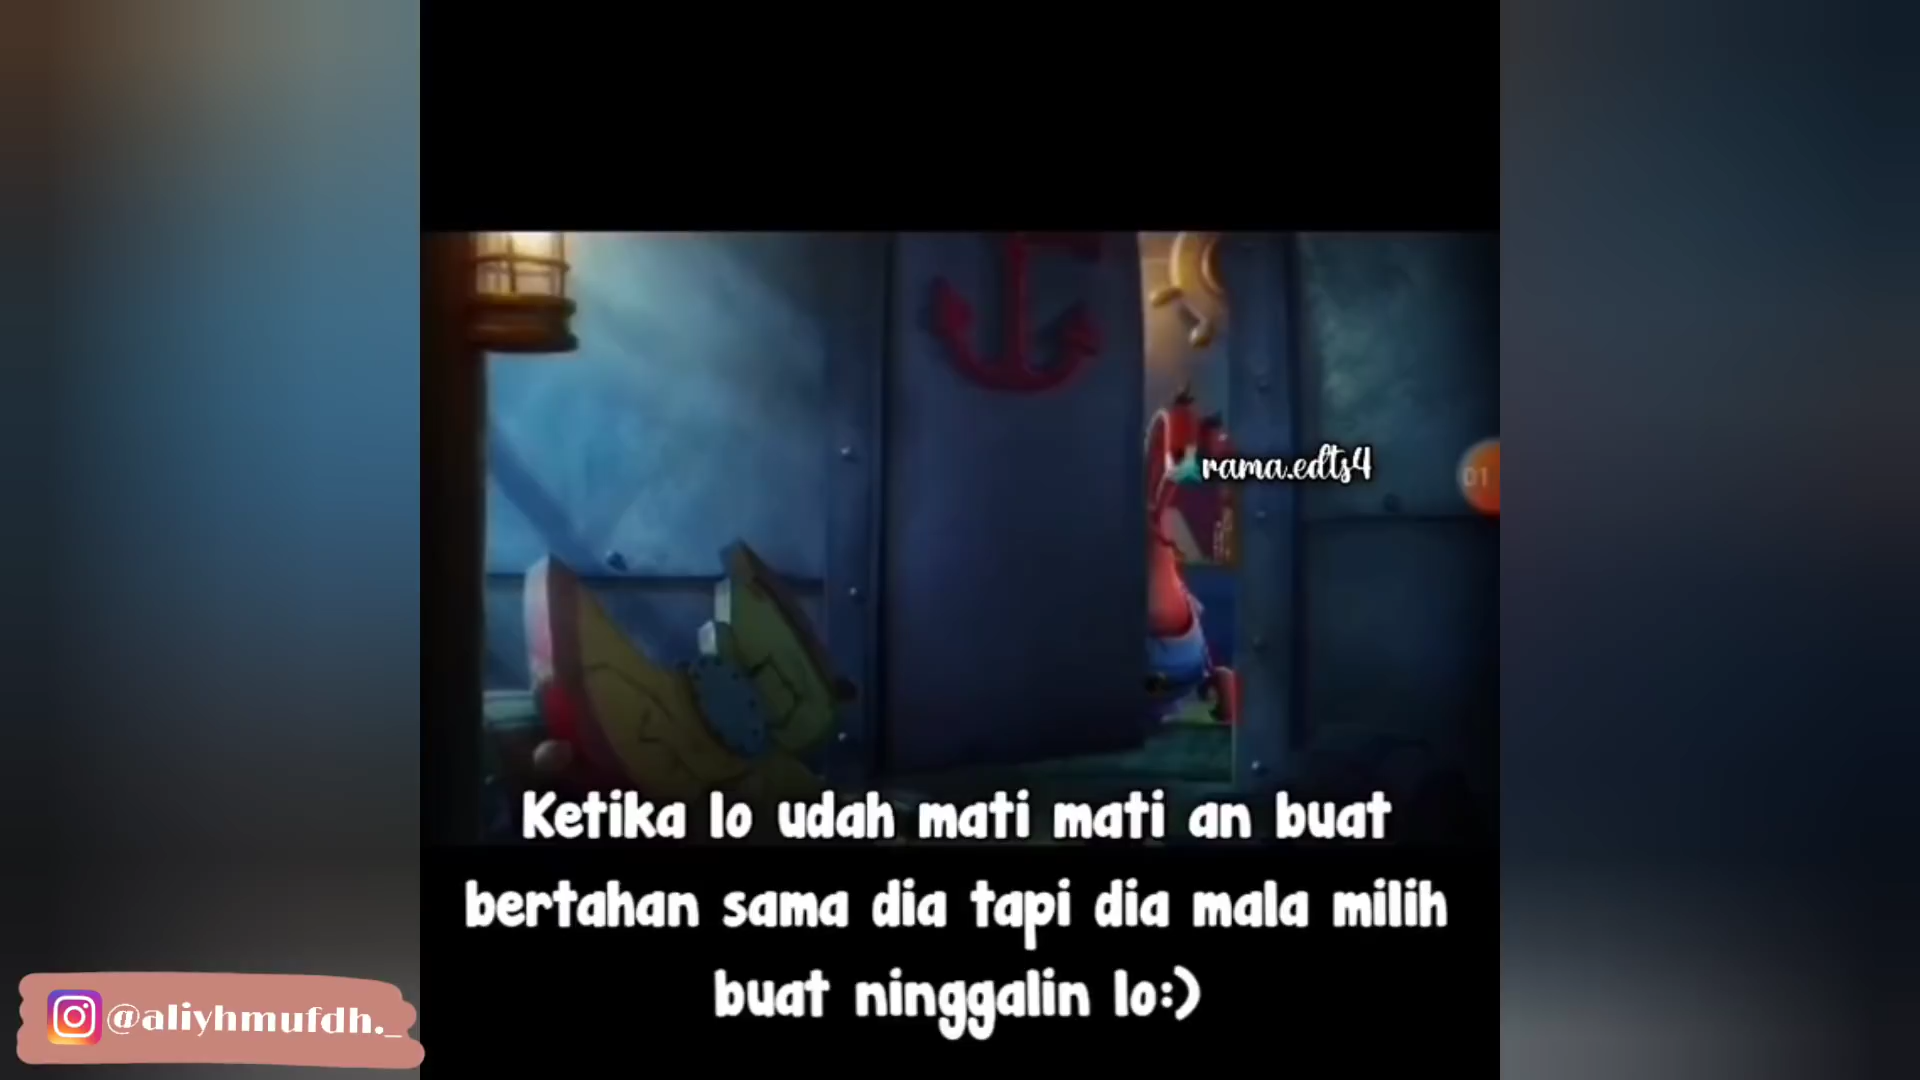 rama.edts4
01
Ketika lo udah mati mati an buat
bertahan sama dia tapi dia mala milih
buat ninggalin lo:)
@aliyhmufdh._